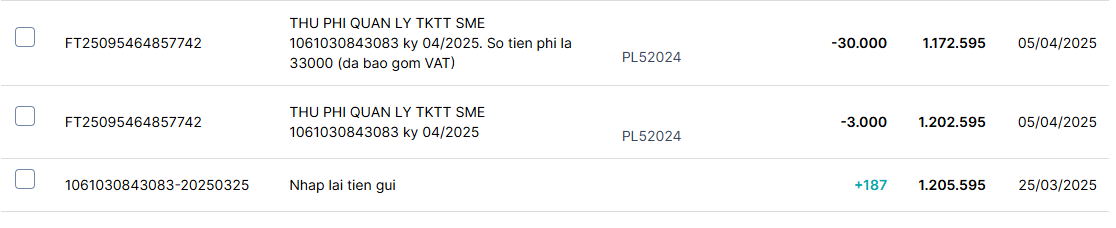 FT25095464857742
THU PHI QUAN LY TKTT SME
1061030843083 ky 04/2025. So tien phi la
33000 (da bao gom VAT)
PL52024
-30.000
1.172.595
05/04/2025
FT25095464857742
THU PHI QUAN LY TKTT SME
1061030843083 ky 04/2025
PL52024
-3.000
1.202.595
05/04/2025
1061030843083-20250325
Nhap lai tien gui
+187
1.205.595
25/03/2025